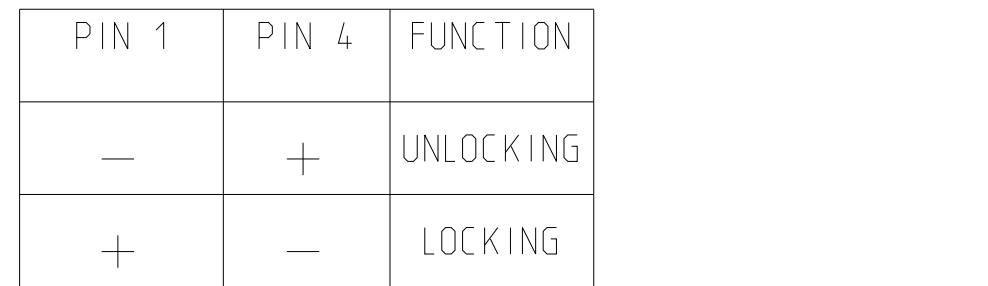 PIN 1 PIN 4 FUNCTION
— + UNLOCKING
+ — LOCKING